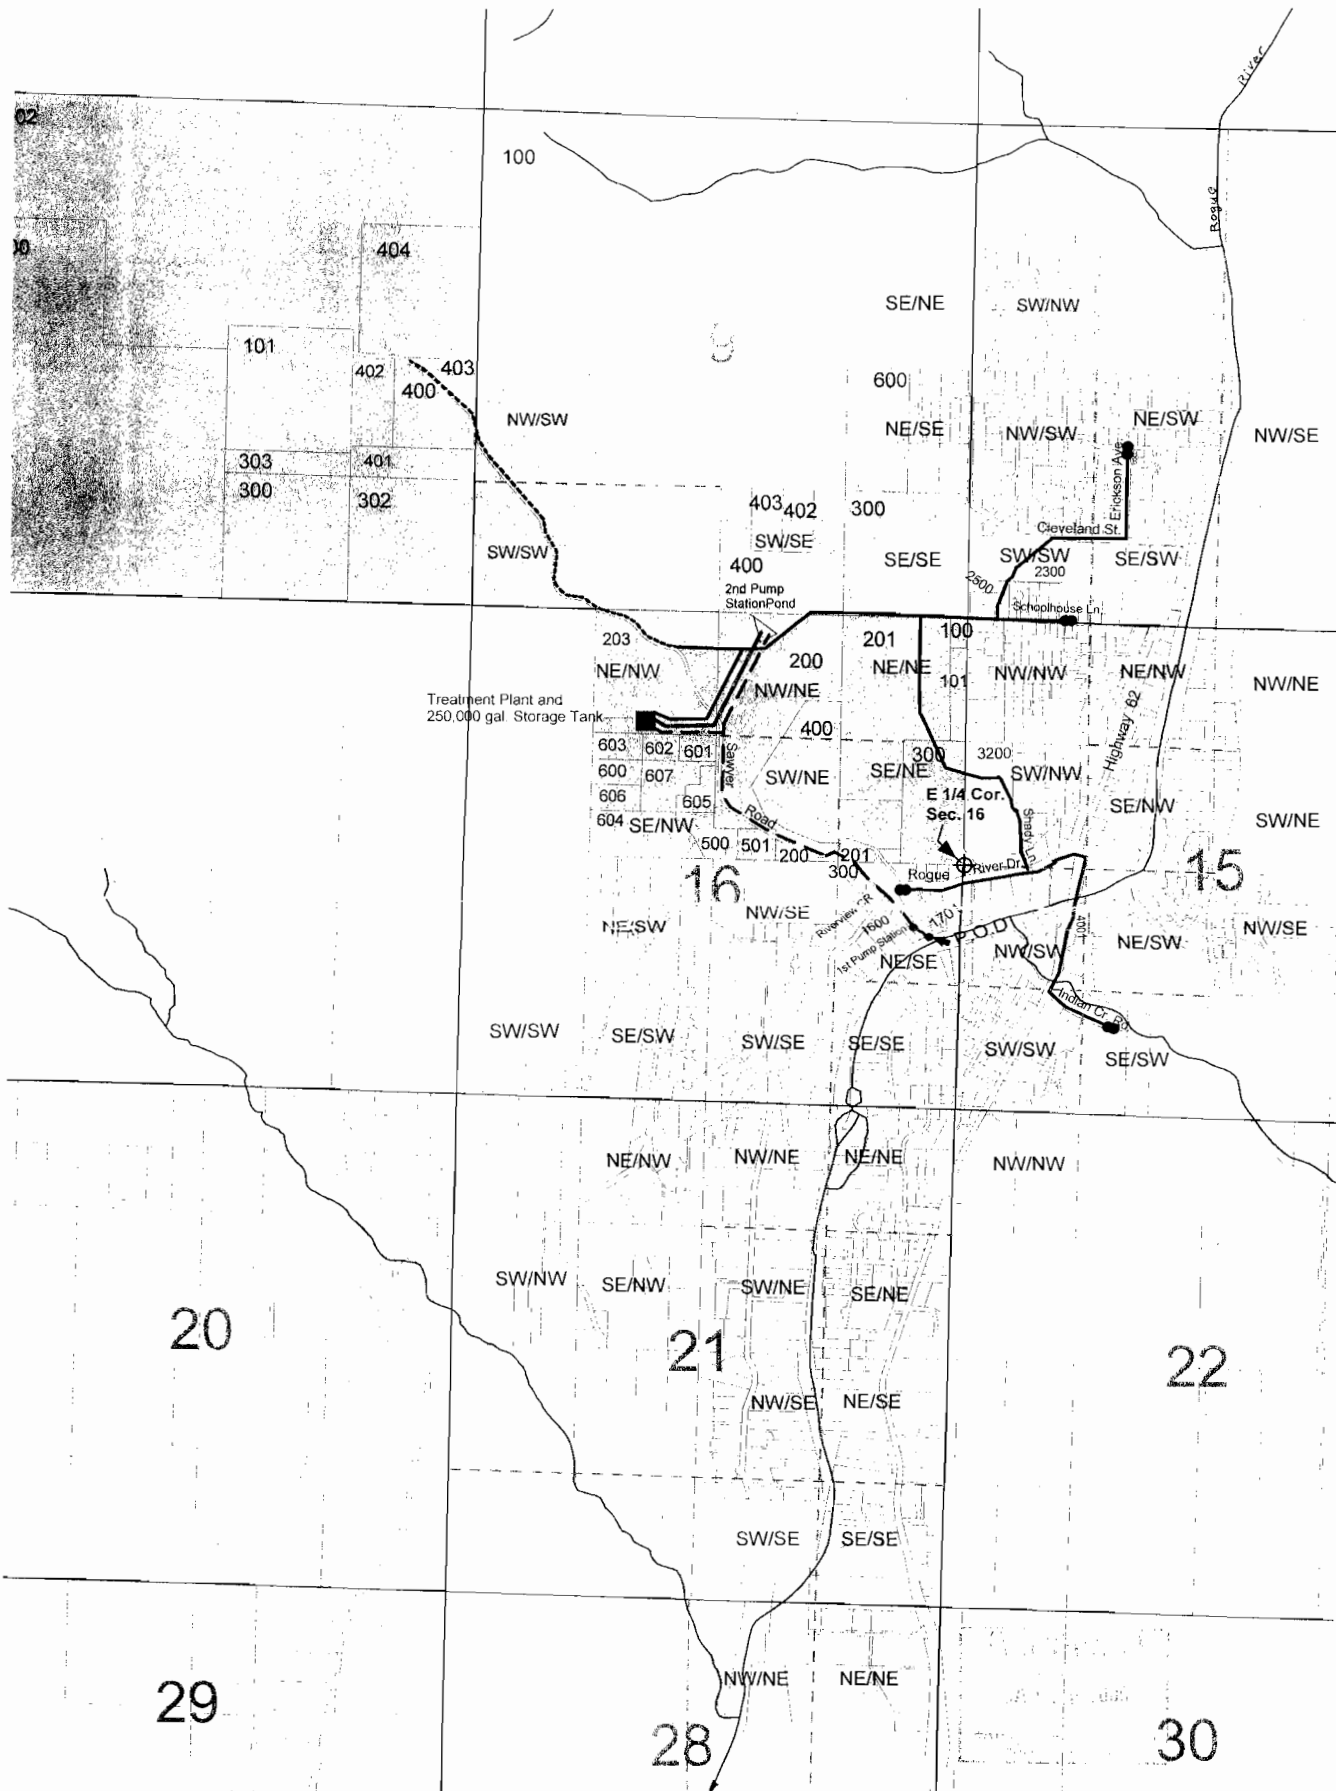 River
02
100
Rogue
404
SE/NE
SW/NW
101
402
403
400
600
NW/SW
NE/SE
NW/SW
NE/SW
NW/SE
303
401
300
302
Erickson Ave
403
402
300
Cleveland St.
SW/SW
SW/SE
SE/SE
SW/SW
SE/SW
400
2500
2300
2nd Pump
StationPond
Schoolhouse Ln
203
201
100
200
NE/NW
NE/NE
NW/NW
NE/NW
NW/NE
101
NW/NE
Treatment Plant and
250,000 gal. Storage Tank
400
Highway 62
603
602
601
300
3200
600
607
Sawyer
SW/NE
SE/NE
SW/NW
606
605
E 1/4 Cor.
Sec. 16
SE/NW
604
SE/NW
Road
Shady Ln
SW/NE
500
501
200
201
300
16
Rogue
River Dr
15
NE/SW
NW/SE
Riverview DR
1600
1701
P.O.D
4001
NW/SE
1st Pump Station
NE/SE
NW/SW
NE/SW
Indian Cr. Rd
SW/SW
SE/SW
SW/SE
SE/SE
SW/SW
SE/SW
NE/NW
NW/NE
NE/NE
NW/NW
SW/NW
SE/NW
SW/NE
SE/NE
20
21
22
NW/SE
NE/SE
SW/SE
SE/SE
NW/NE
NE/NE
29
28
30